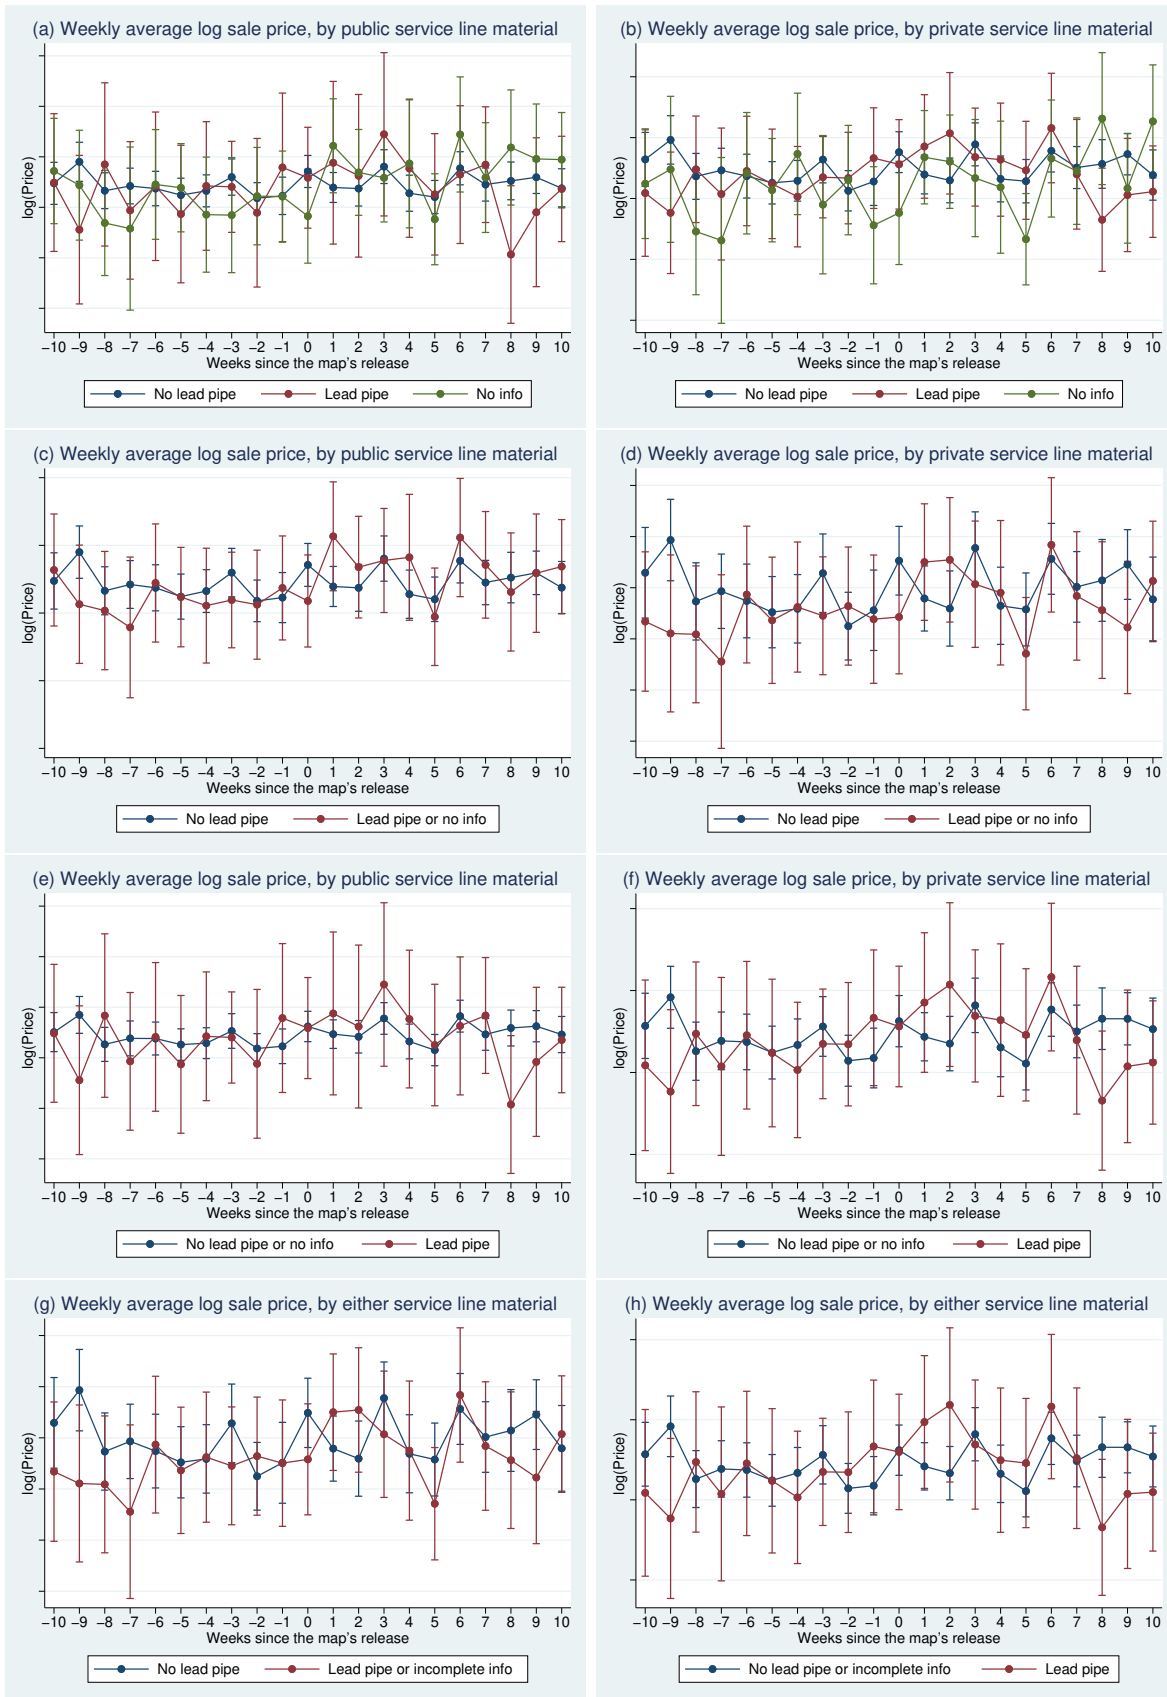 (a) Weekly average log sale price, by public service line material
log(Price)
−10 −9 −8 −7 −6 −5 −4 −3 −2 −1 0 1 2 3 4 5 6 7 8 9 10
Weeks since the map's release
No lead pipe Lead pipe No info
(b) Weekly average log sale price, by private service line material
log(Price)
−10 −9 −8 −7 −6 −5 −4 −3 −2 −1 0 1 2 3 4 5 6 7 8 9 10
Weeks since the map's release
No lead pipe Lead pipe No info
(c) Weekly average log sale price, by public service line material
log(Price)
−10 −9 −8 −7 −6 −5 −4 −3 −2 −1 0 1 2 3 4 5 6 7 8 9 10
Weeks since the map's release
No lead pipe Lead pipe or no info
(d) Weekly average log sale price, by private service line material
log(Price)
−10 −9 −8 −7 −6 −5 −4 −3 −2 −1 0 1 2 3 4 5 6 7 8 9 10
Weeks since the map's release
No lead pipe Lead pipe or no info
(e) Weekly average log sale price, by public service line material
log(Price)
−10 −9 −8 −7 −6 −5 −4 −3 −2 −1 0 1 2 3 4 5 6 7 8 9 10
Weeks since the map's release
No lead pipe or no info Lead pipe
(f) Weekly average log sale price, by private service line material
log(Price)
−10 −9 −8 −7 −6 −5 −4 −3 −2 −1 0 1 2 3 4 5 6 7 8 9 10
Weeks since the map's release
No lead pipe or no info Lead pipe
(g) Weekly average log sale price, by either service line material
log(Price)
−10 −9 −8 −7 −6 −5 −4 −3 −2 −1 0 1 2 3 4 5 6 7 8 9 10
Weeks since the map's release
No lead pipe Lead pipe or incomplete info
(h) Weekly average log sale price, by either service line material
log(Price)
−10 −9 −8 −7 −6 −5 −4 −3 −2 −1 0 1 2 3 4 5 6 7 8 9 10
Weeks since the map's release
No lead pipe or incomplete info Lead pipe